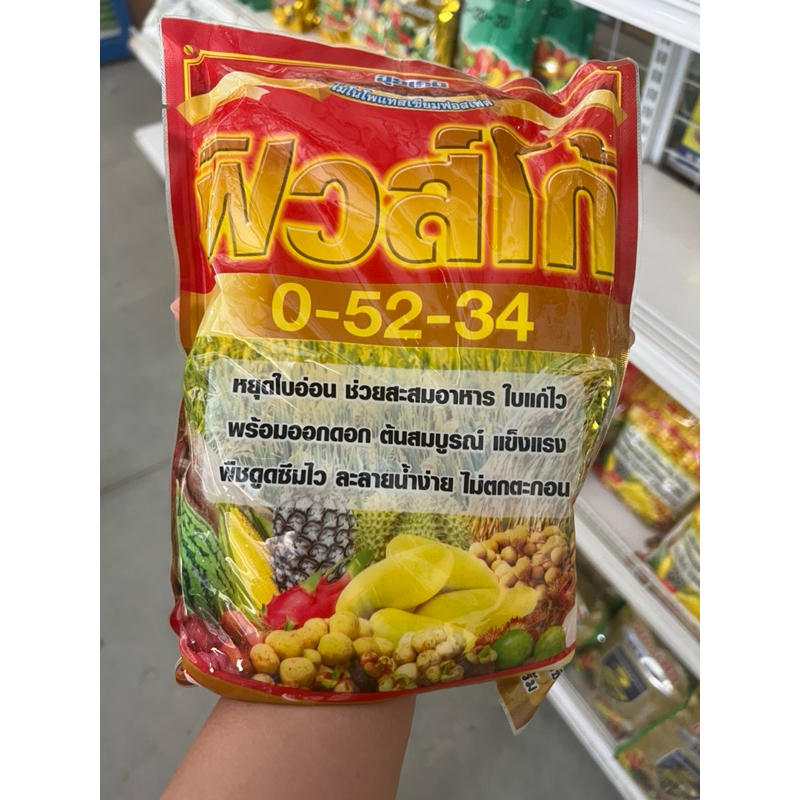 โมโนโพแทสเซียมฟอสเฟต
ฟิวส์โก้
0-52-34
หยุดใบอ่อน ช่วยสะสมอาหาร ใบแก่ไว
พร้อมออกดอก ต้นสมบูรณ์ แข็งแรง
พืชดูดซึมไว ละลายน้ำง่าย ไม่ตกตะกอน